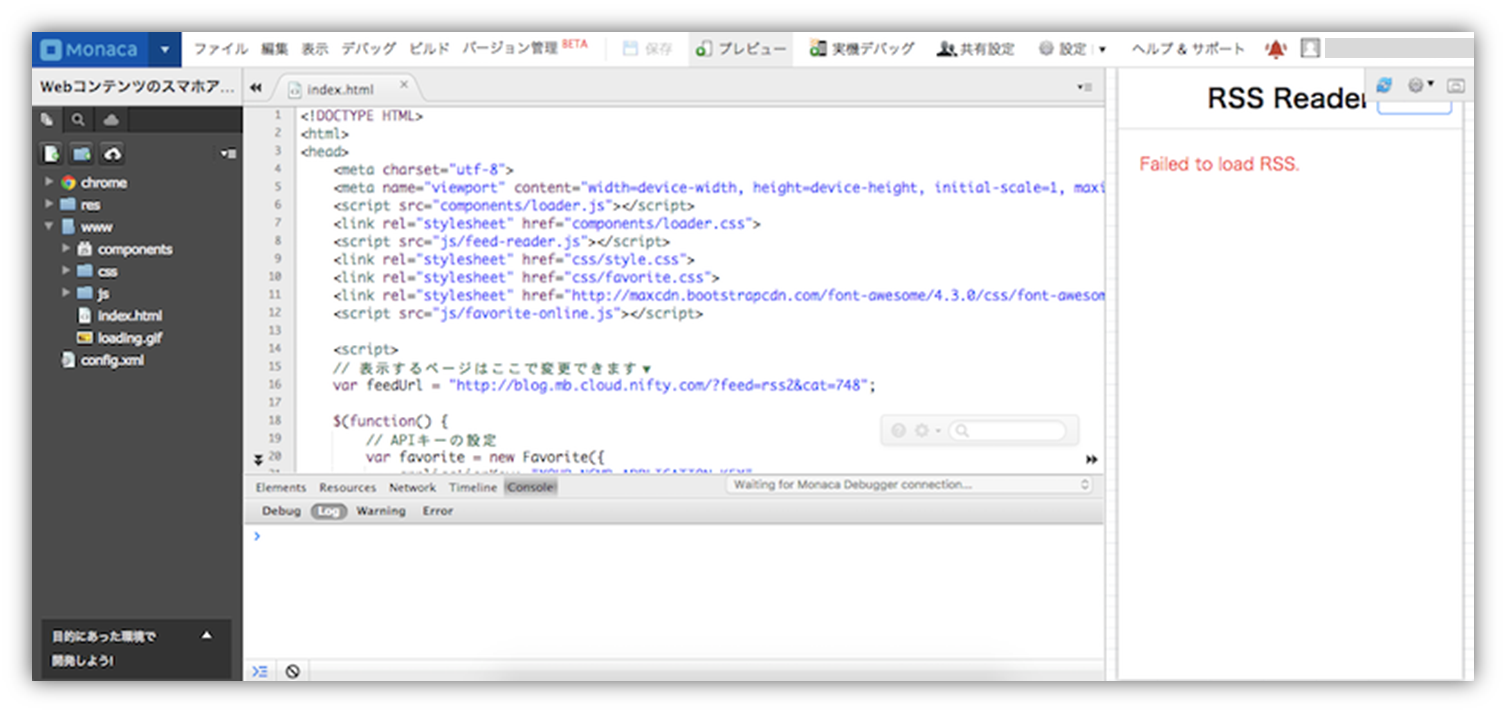 Monaca ファイル 編集 表示 デバッグ ビルド バージョン管理 BETA 保存 プレビュー 実機デバッグ 共有設定 設定 ヘルプ & サポート
Webコンテンツのスマホア...
index.html
chrome
res
www
components
css
js
index.html
loading.gif
config.xml
目的にあった環境で
開発しよう!
1 <!DOCTYPE HTML>
2 <html>
3 <head>
4 <meta charset="utf-8">
5 <meta name="viewport" content="width=device-width, height=device-height, initial-scale=1, maxi
6 <script src="components/loader.js"></script>
7 <link rel="stylesheet" href="components/loader.css">
8 <script src="js/feed-reader.js"></script>
9 <link rel="stylesheet" href="css/style.css">
10 <link rel="stylesheet" href="css/favorite.css">
11 <link rel="stylesheet" href="http://maxcdn.bootstrapcdn.com/font-awesome/4.3.0/css/font-awesom
12 <script src="js/favorite-online.js"></script>
13
14 <script>
15 // 表示するページはここで変更できます▼
16 var feedUrl = "http://blog.mb.cloud.nifty.com/?feed=rss2&cat=748";
17
18 $(function() {
19 // APIキーの設定
20 var favorite = new Favorite({
Elements Resources Network Timeline Console Waiting for Monaca Debugger connection...
Debug Log Warning Error
RSS Reader
Failed to load RSS.